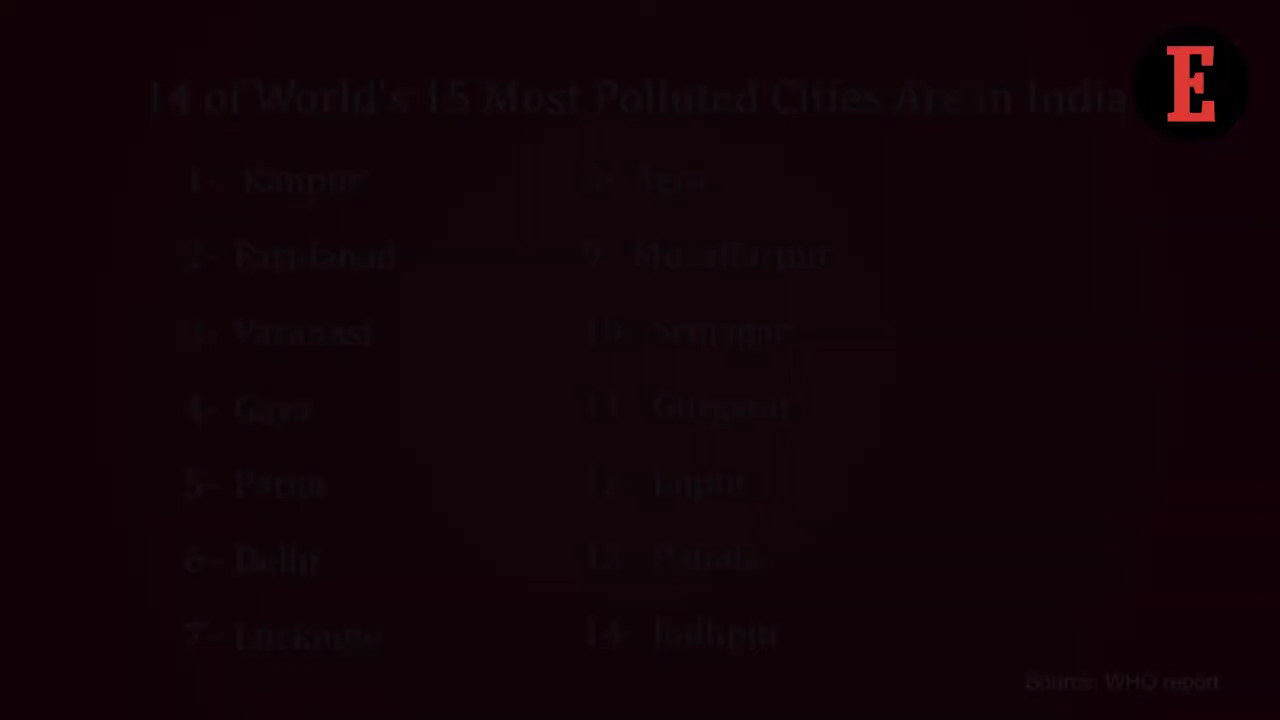 E
14 of World's 15 Most Polluted Cities Are in India
1- Kanpur
2- Faridabad
3- Varanasi
4- Gaya
5- Patna
6- Delhi
7- Lucknow
8- Agra
9- Muzaffarpur
10- Srinagar
11- Gurgaon
12- Jaipur
13- Patiala
14- Jodhpur
Source: WHO report